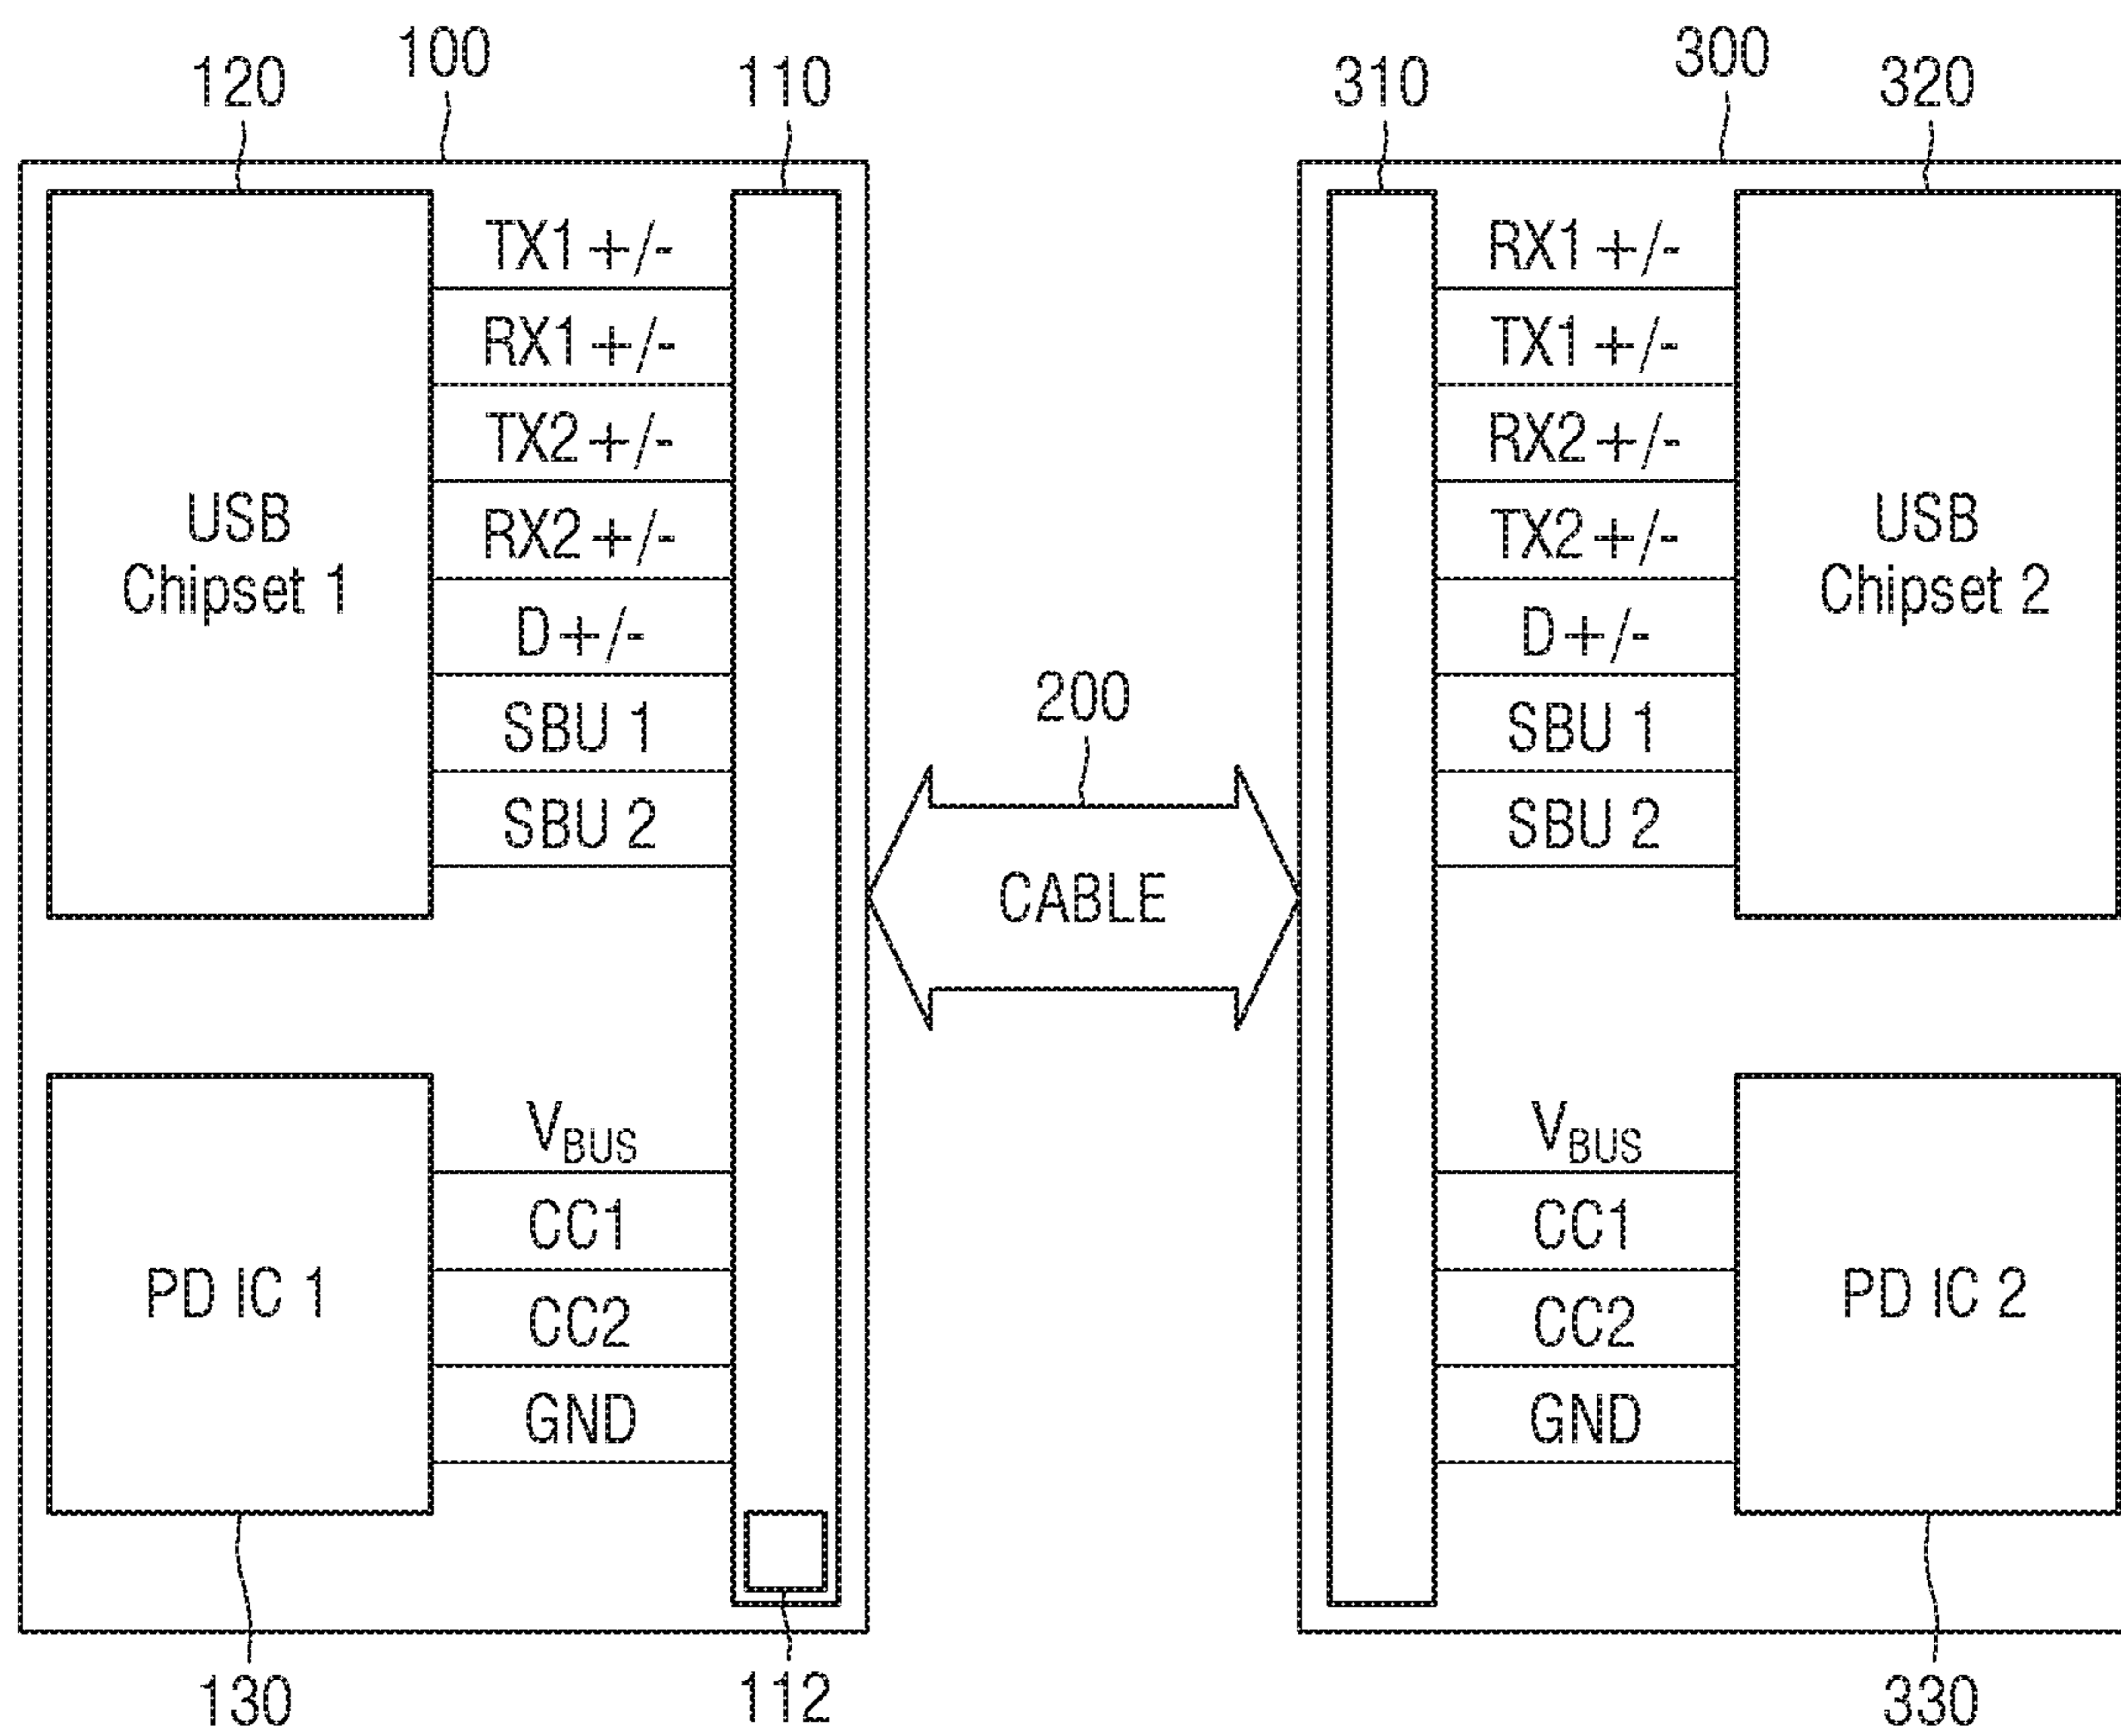 100
300
120
110
310
320
TX1 +/-
RX1 +/-
TX2 +/-
RX2 +/-
D +/-
SBU 1
SBU 2
USB
Chipset 1
RX1 +/-
TX1 +/-
RX2 +/-
TX2 +/-
D +/-
SBU 1
SBU 2
USB
Chipset 2
200
CABLE
PD IC 1
VBUS
CC1
CC2
GND
VBUS
CC1
CC2
GND
PD IC 2
130
112
330